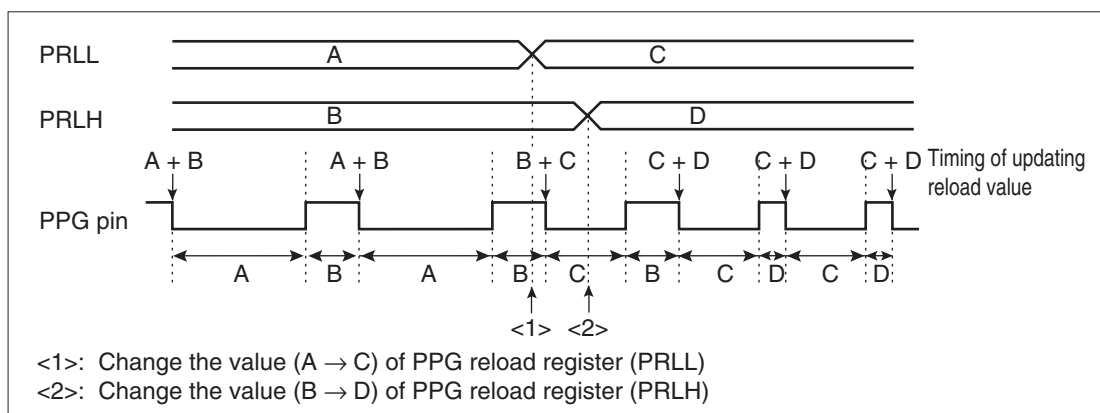 PRLL A C
PRLH B D
A + B A + B B + C C + D C + D C + D Timing of updating
reload value
PPG pin
A B A B C B C D C D
<1> <2>
<1>: Change the value (A → C) of PPG reload register (PRLL)
<2>: Change the value (B → D) of PPG reload register (PRLH)